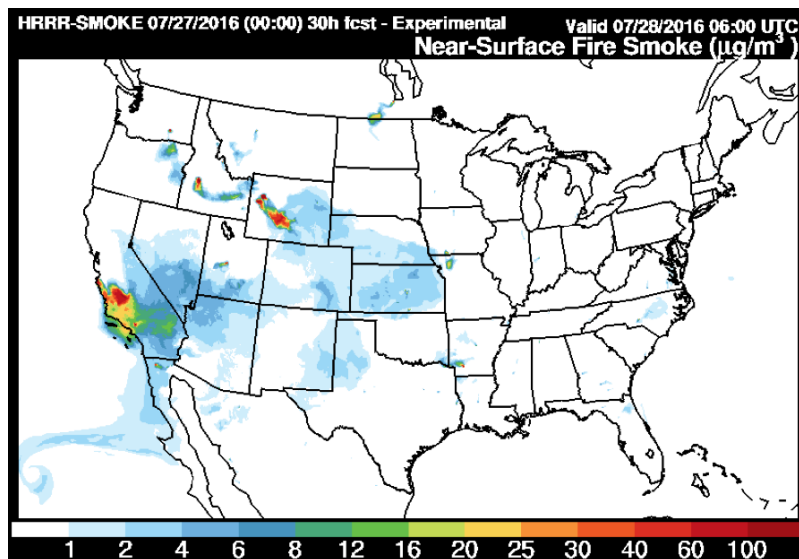 HRRR-SMOKE 07/27/2016 (00:00) 30h fcst - Experimental Valid 07/28/2016 06:00 UTC
Near-Surface Fire Smoke (μg/m³)
1 2 4 6 8 12 16 20 25 30 40 60 100